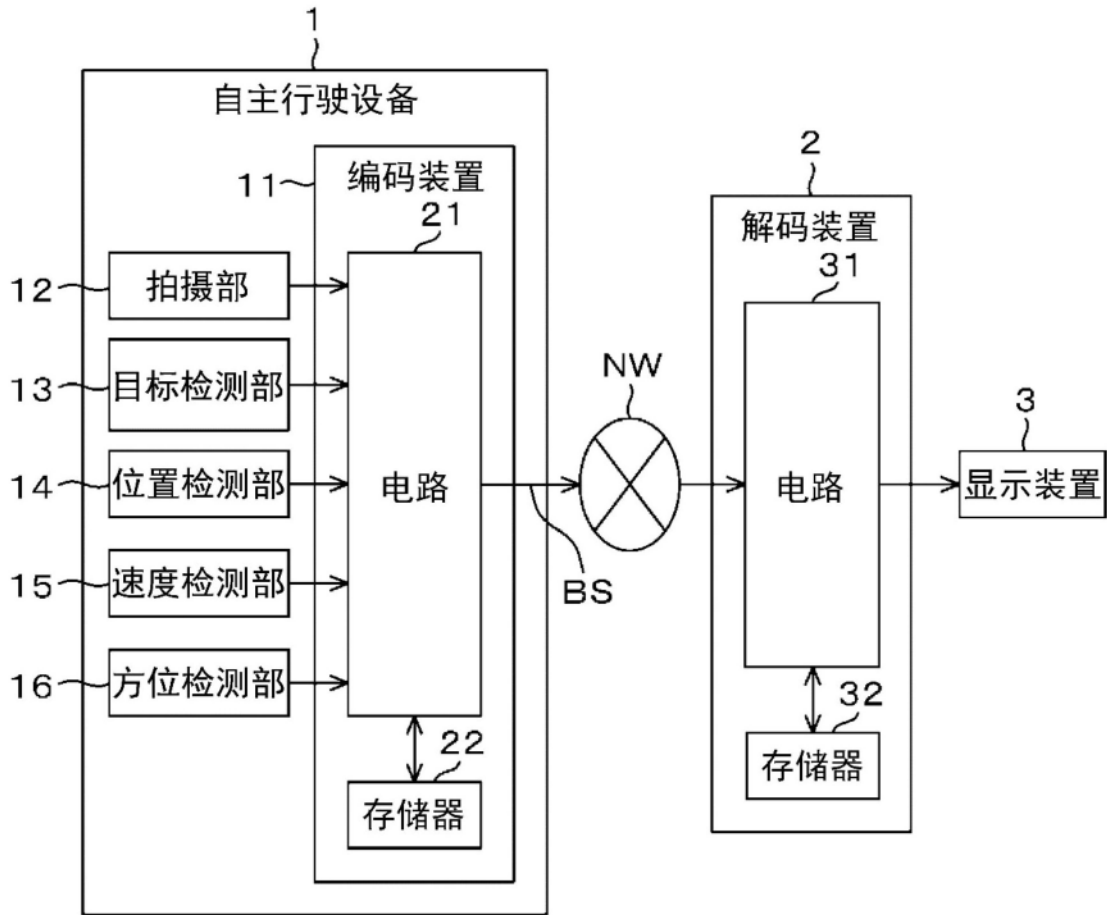 1
自主行驶设备
2
11
编码装置
21
解码装置
31
12
拍摄部
NW
3
13
目标检测部
14
位置检测部
电路
电路
显示装置
BS
15
速度检测部
16
方位检测部
22
32
存储器
存储器